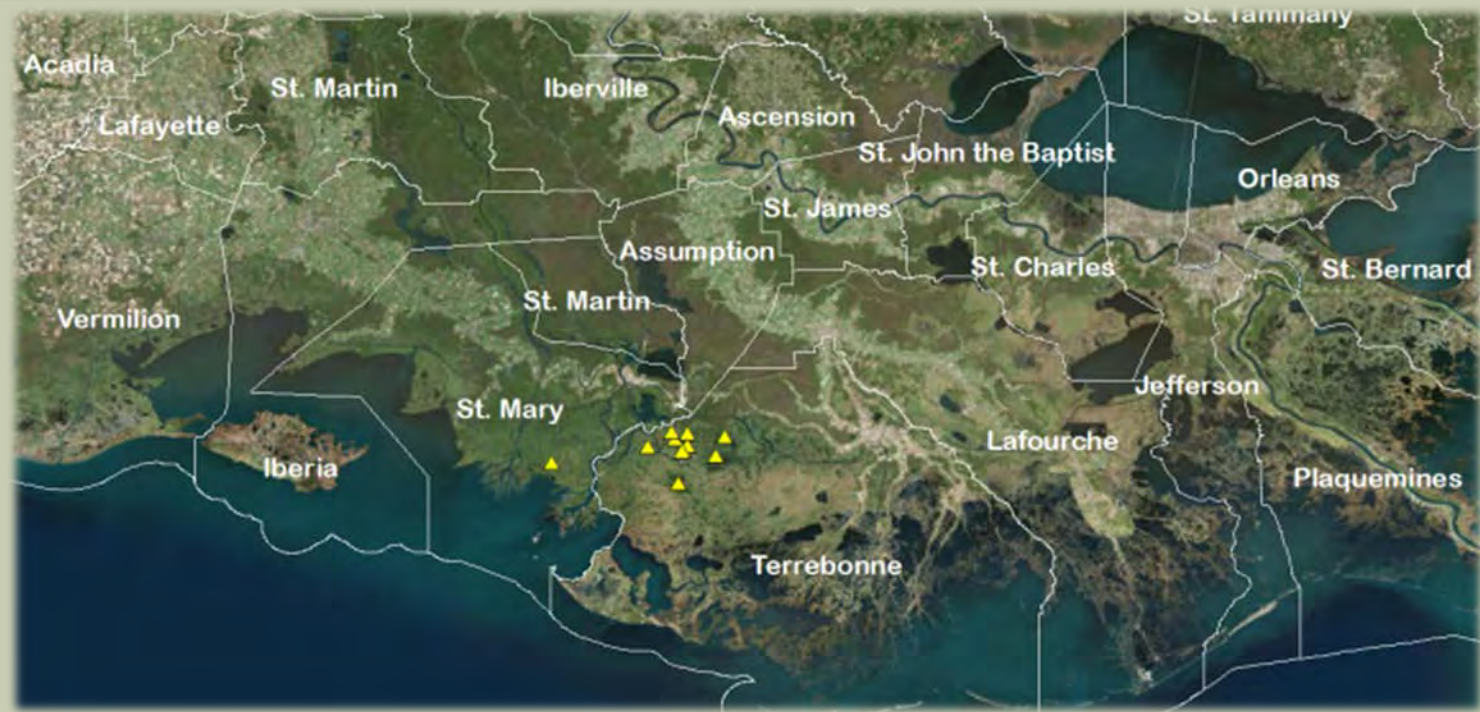 St. Tammany
Acadia
St. Martin
Iberville
Ascension
Lafayette
St. John the Baptist
Orleans
St. James
Assumption
St. Charles
St. Bernard
St. Martin
Vermilion
Jefferson
St. Mary
Lafourche
Iberia
Plaquemines
Terrebonne